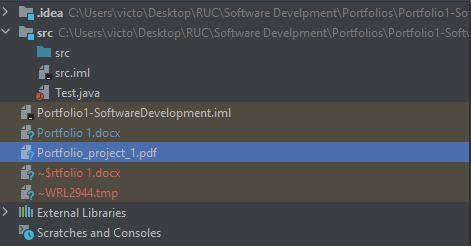 .idea C:\Users\victo\Desktop\RUC\Software Develpment\Portfolios\Portfolio1-So
src C:\Users\victo\Desktop\RUC\Software Develpment\Portfolios\Portfolio1-Soft
src
src.iml
Test.java
Portfolio1-SoftwareDevelopment.iml
Portfolio 1.docx
Portfolio_project_1.pdf
~$rtfolio 1.docx
~WRL2944.tmp
External Libraries
Scratches and Consoles